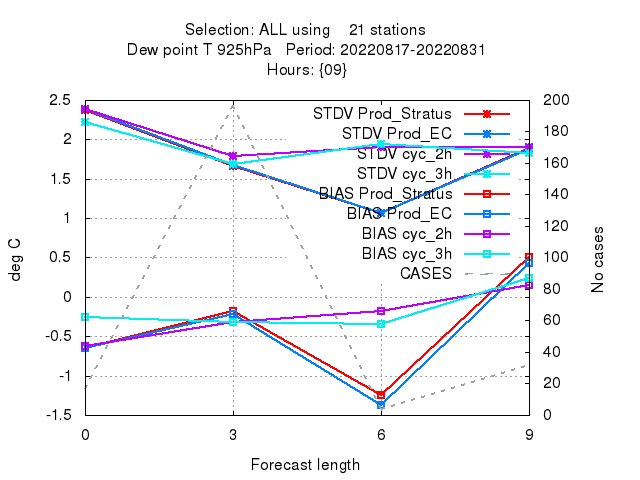 Selection: ALL using 21 stations
Dew point T 925hPa Period: 20220817-20220831
Hours: {09}
2.5
2
1.5
1
0.5
0
-0.5
-1
-1.5
deg C
200
180
160
140
120
100
80
60
40
20
0
No cases
STDV Prod_Stratus
STDV Prod_EC
STDV cyc_2h
STDV cyc_3h
BIAS Prod_Stratus
BIAS Prod_EC
BIAS cyc_2h
BIAS cyc_3h
CASES
0 3 6 9
Forecast length